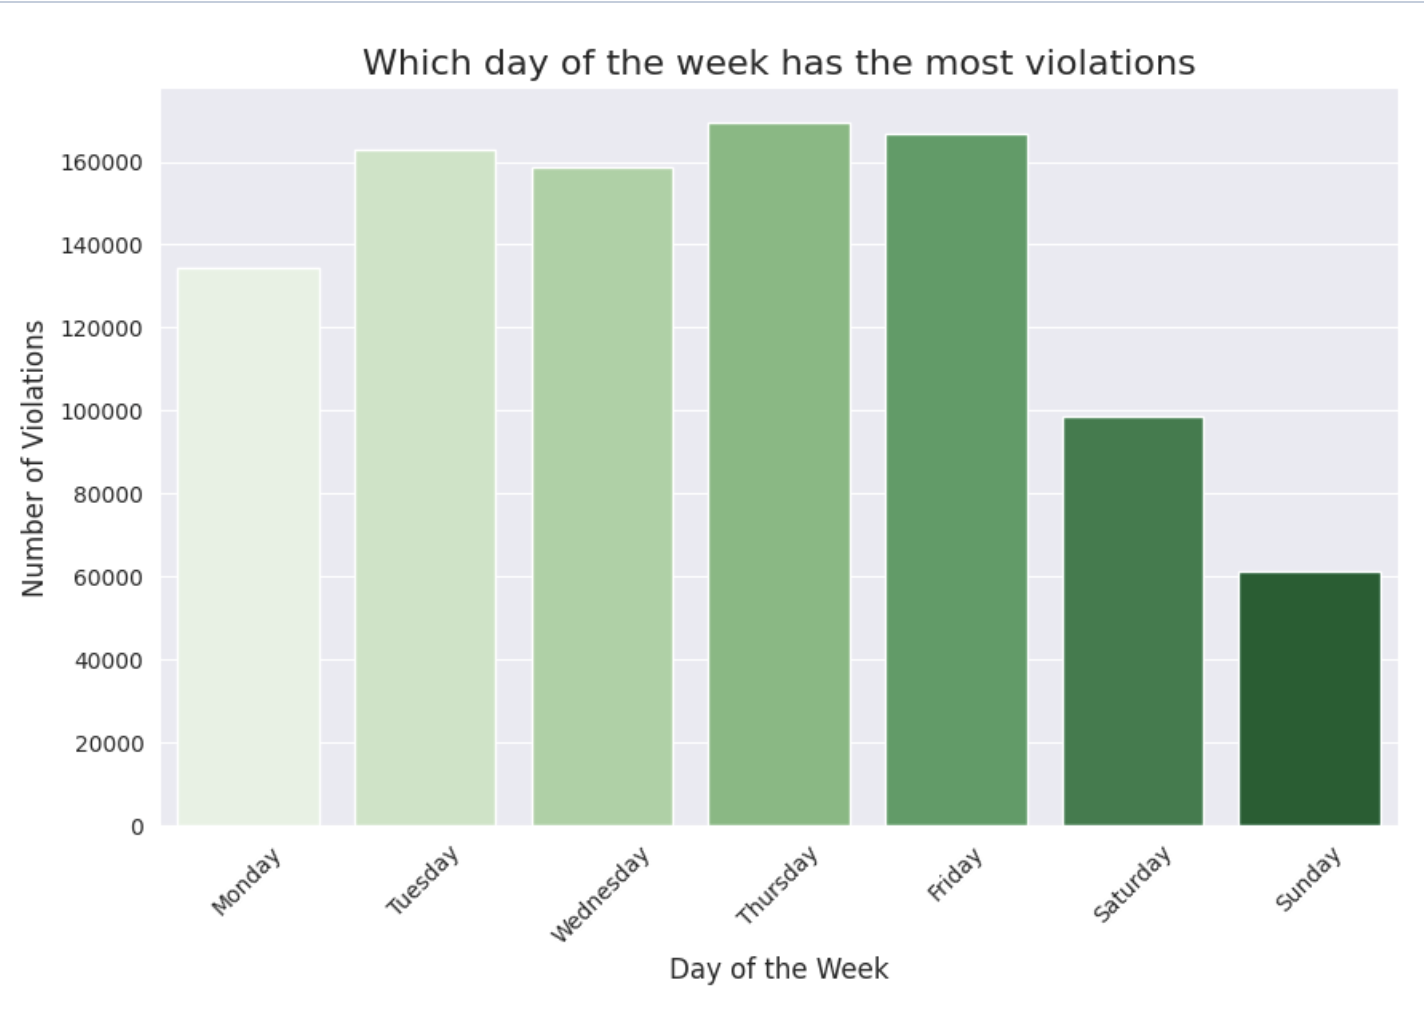 Which day of the week has the most violations
Number of Violations
160000
140000
120000
100000
80000
60000
40000
20000
0
Monday
Tuesday
Wednesday
Thursday
Friday
Saturday
Sunday
Day of the Week